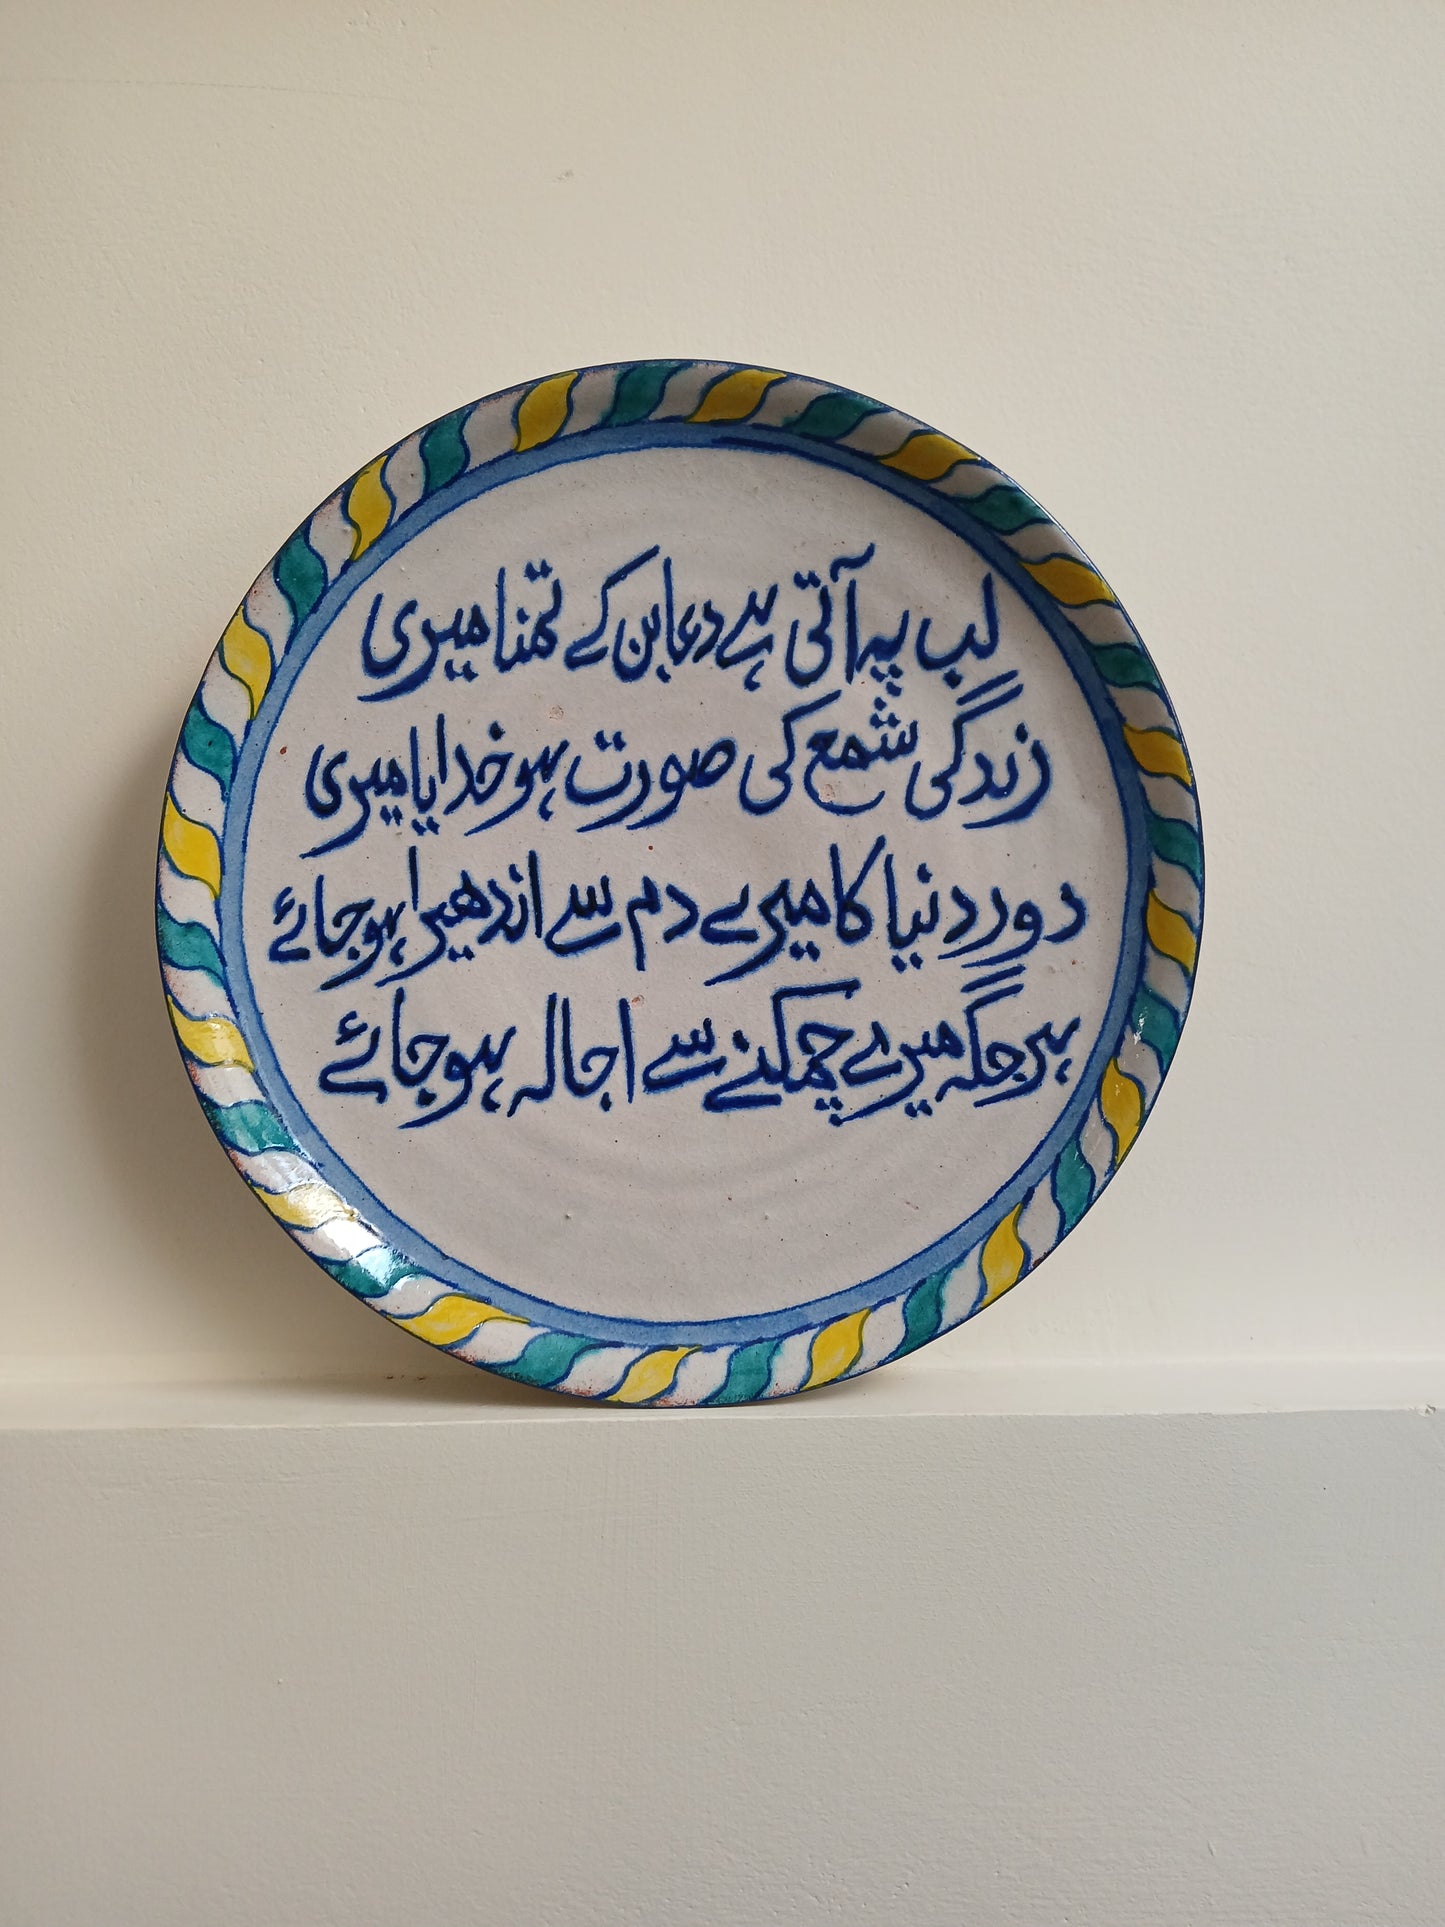 لب پہ آتی ہے دعا بن کے تمنا میری
زندگی شمع کی صورت ہو خدایا میری
دور دنیا کا میرے دم سے اندھیرا ہو جائے
ہر جگہ میرے چمکنے سے اجالہ ہو جائے